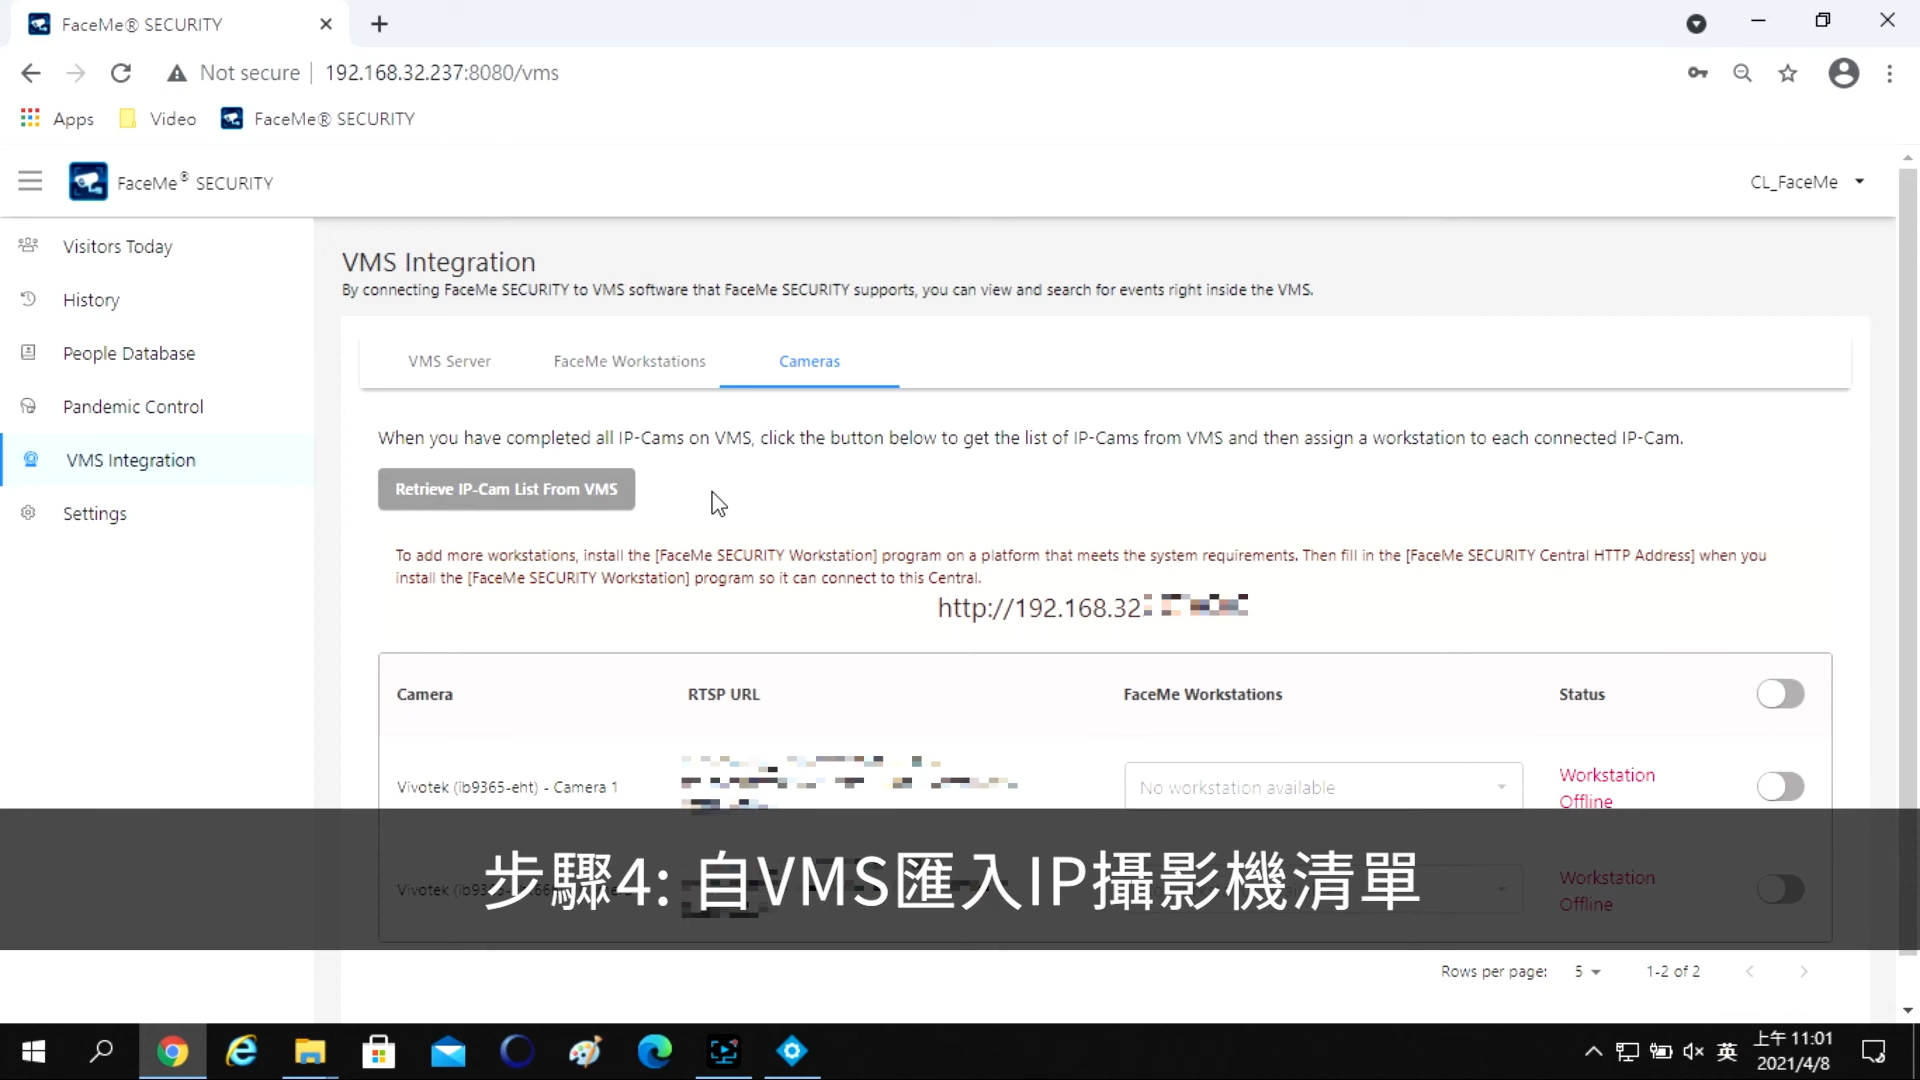 FaceMe® SECURITY
Not secure
192.168.32.237:8080/vms
Apps
Video
FaceMe® SECURITY
FaceMe® SECURITY
CL_FaceMe
Visitors Today
History
People Database
Pandemic Control
VMS Integration
Settings
VMS Integration
By connecting FaceMe SECURITY to VMS software that FaceMe SECURITY supports, you can view and search for events right inside the VMS.
VMS Server
FaceMe Workstations
Cameras
When you have completed all IP-Cams on VMS, click the button below to get the list of IP-Cams from VMS and then assign a workstation to each connected IP-Cam.
Retrieve IP-Cam List From VMS
To add more workstations, install the [FaceMe SECURITY Workstation] program on a platform that meets the system requirements. Then fill in the [FaceMe SECURITY Central HTTP Address] when you
install the [FaceMe SECURITY Workstation] program so it can connect to this Central.
http://192.168.32
Camera
RTSP URL
FaceMe Workstations
Status
Vivotek (ib9365-eht) - Camera 1
No workstation available
Workstation
Offline
步驟4: 自VMS匯入IP攝影機清單
Vivotek
Workstation
Offline
Rows per page:
5
1-2 of 2
英
上午 11:01
2021/4/8